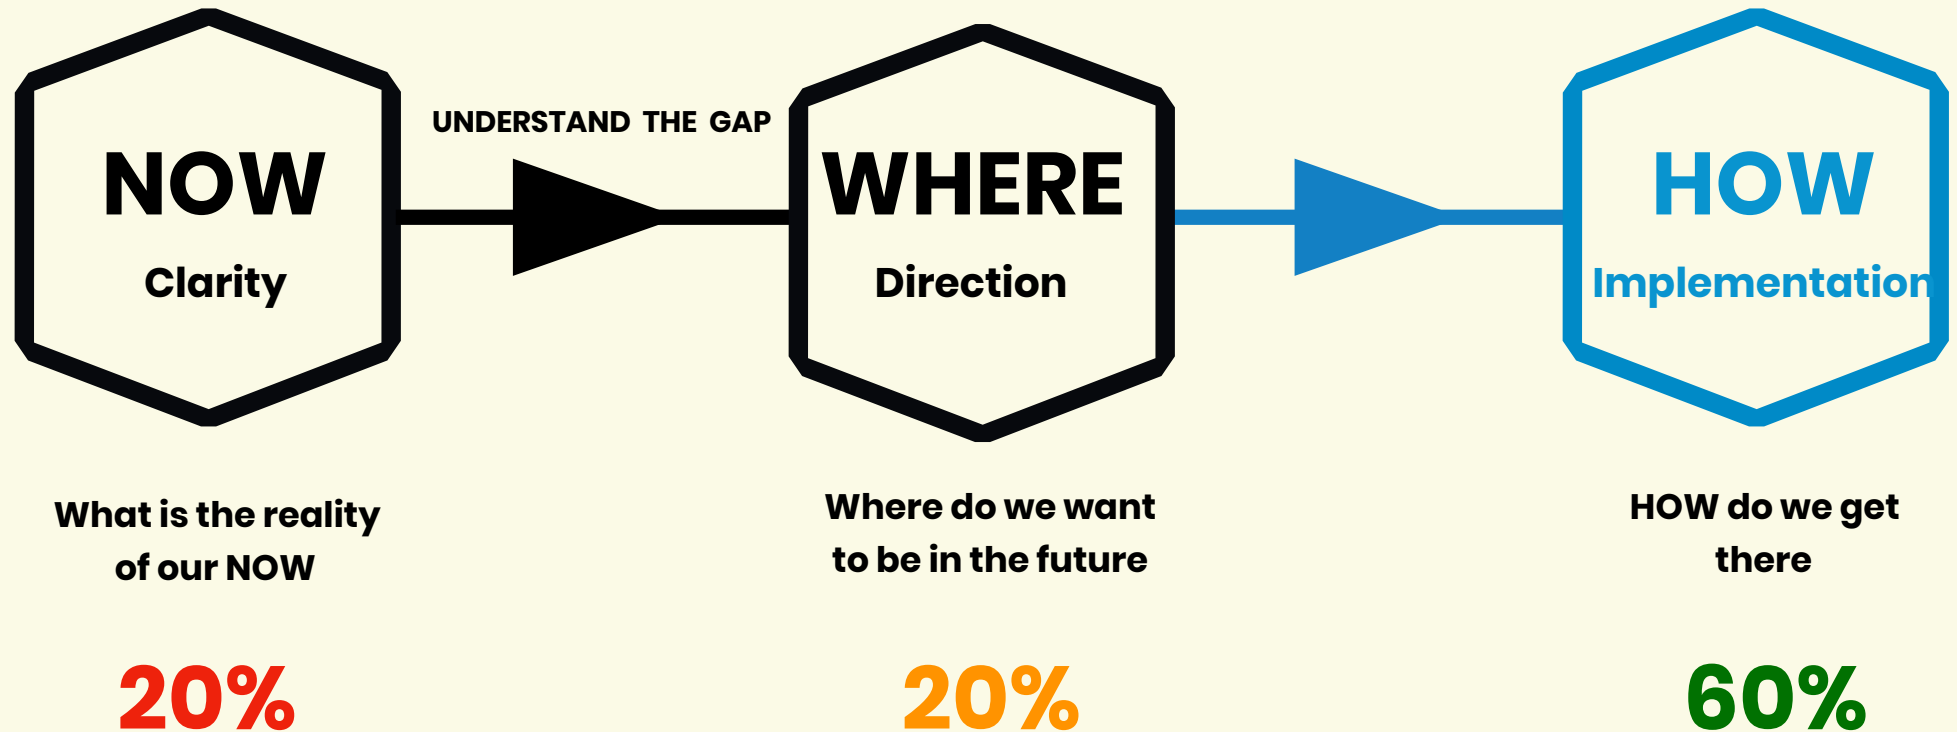 UNDERSTAND THE GAP
NOW
Clarity
WHERE
Direction
HOW
Implementation
What is the reality
of our NOW
Where do we want
to be in the future
HOW do we get
there
20%
20%
60%